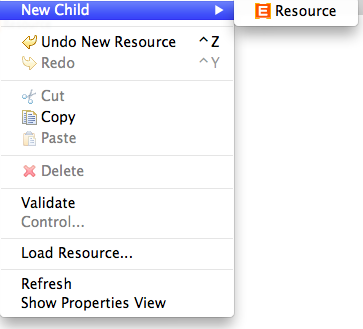 New Child
Resource
Undo New Resource ^Z
Redo ^Y
Cut
Copy
Paste
Delete
Validate
Control...
Load Resource...
Refresh
Show Properties View